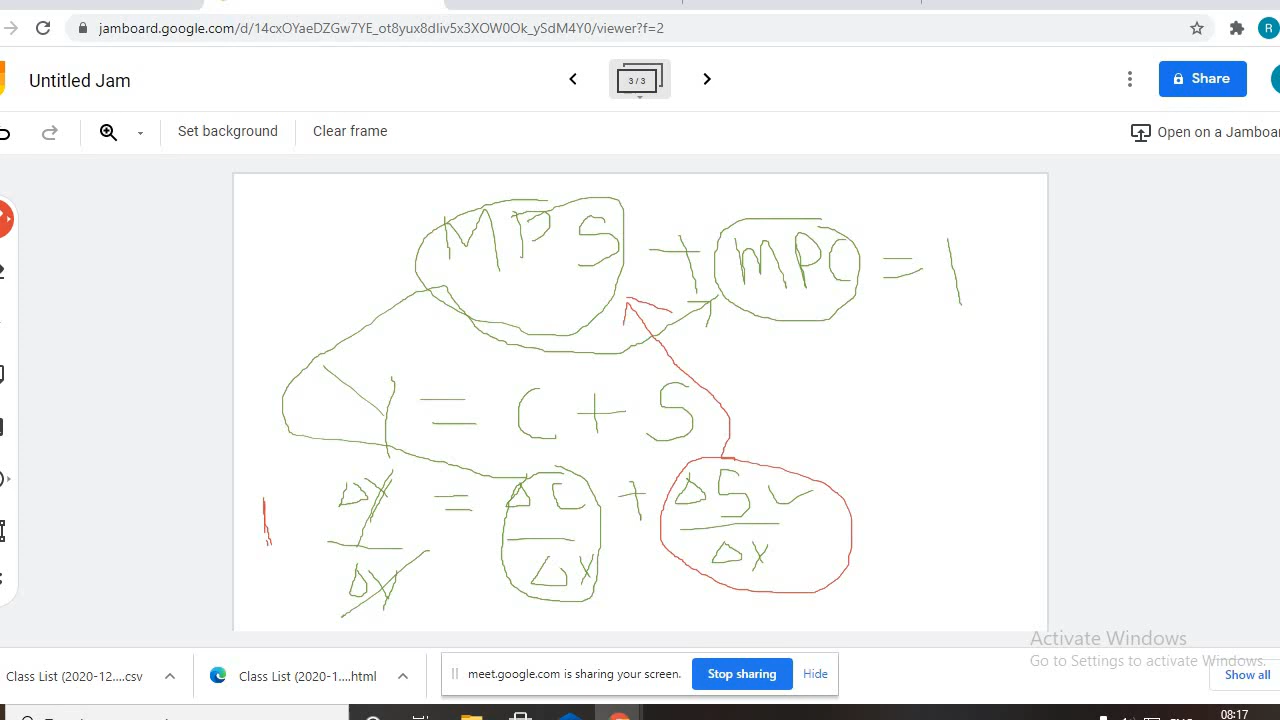 jamboard.google.com/d/14cxOYaeDZGw7YE_ot8yux8dIiv5x3XOW0Ok_ySdM4Y0/viewer?f=2
R
Untitled Jam
3 / 3
Share
Set background
Clear frame
Open on a Jamboar
MPS + MPC = 1
Y = C + S
1 ΔY = ΔC + ΔS
ΔY ΔY ΔY
Activate Windows
Go to Settings to activate Windows.
Class List (2020-12....csv
Class List (2020-1....html
meet.google.com is sharing your screen.
Stop sharing
Hide
Show all
08:17